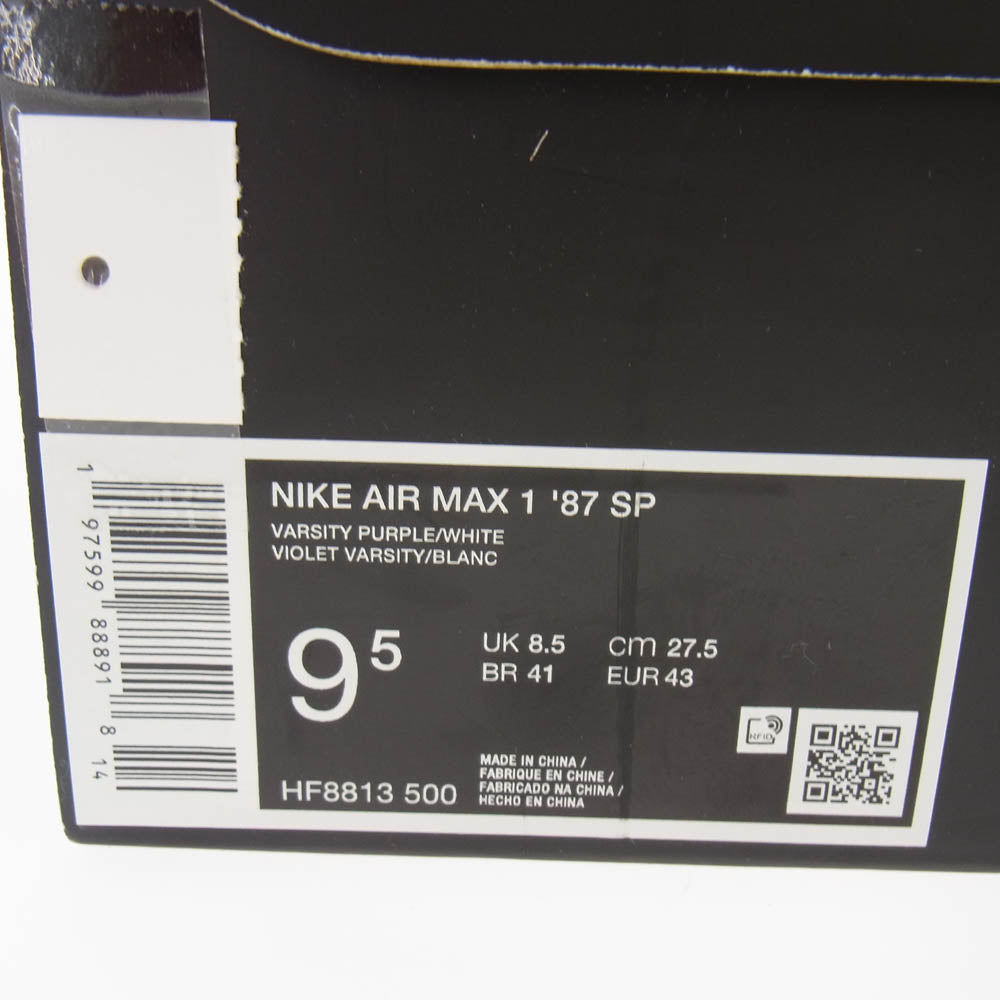 NIKE AIR MAX 1 '87 SP
VARSITY PURPLE/WHITE
VIOLET VARSITY/BLANC
9 5
UK 8.5 cm 27.5
BR 41 EUR 43
HF8813 500
MADE IN CHINA /
FABRIQUE EN CHINE /
FABRICADO NA CHINA /
HECHO EN CHINA
RFID
1 97599 88891 8 14